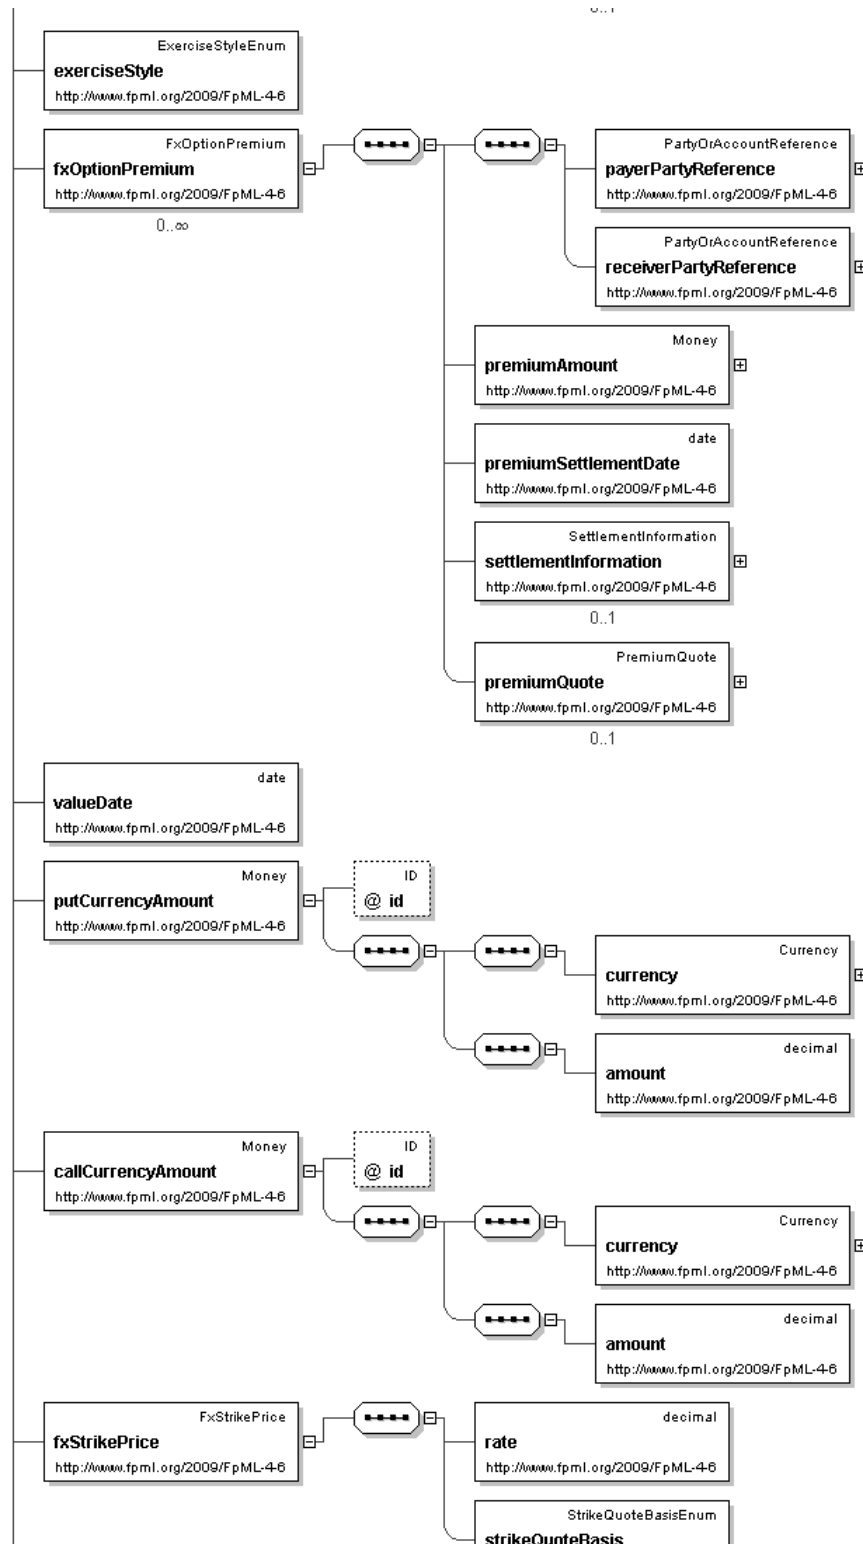 0..1
ExerciseStyleEnum
exerciseStyle
http://www.fpml.org/2009/FpML-4-6
FxOptionPremium
fxOptionPremium
http://www.fpml.org/2009/FpML-4-6
0..∞
PartyOrAccountReference
payerPartyReference
http://www.fpml.org/2009/FpML-4-6
PartyOrAccountReference
receiverPartyReference
http://www.fpml.org/2009/FpML-4-6
Money
premiumAmount
http://www.fpml.org/2009/FpML-4-6
date
premiumSettlementDate
http://www.fpml.org/2009/FpML-4-6
SettlementInformation
settlementInformation
http://www.fpml.org/2009/FpML-4-6
0..1
PremiumQuote
premiumQuote
http://www.fpml.org/2009/FpML-4-6
0..1
date
valueDate
http://www.fpml.org/2009/FpML-4-6
Money
putCurrencyAmount
http://www.fpml.org/2009/FpML-4-6
ID
@ id
Currency
currency
http://www.fpml.org/2009/FpML-4-6
decimal
amount
http://www.fpml.org/2009/FpML-4-6
Money
callCurrencyAmount
http://www.fpml.org/2009/FpML-4-6
ID
@ id
Currency
currency
http://www.fpml.org/2009/FpML-4-6
decimal
amount
http://www.fpml.org/2009/FpML-4-6
FxStrikePrice
fxStrikePrice
http://www.fpml.org/2009/FpML-4-6
decimal
rate
http://www.fpml.org/2009/FpML-4-6
StrikeQuoteBasisEnum
strikeQuoteBasis